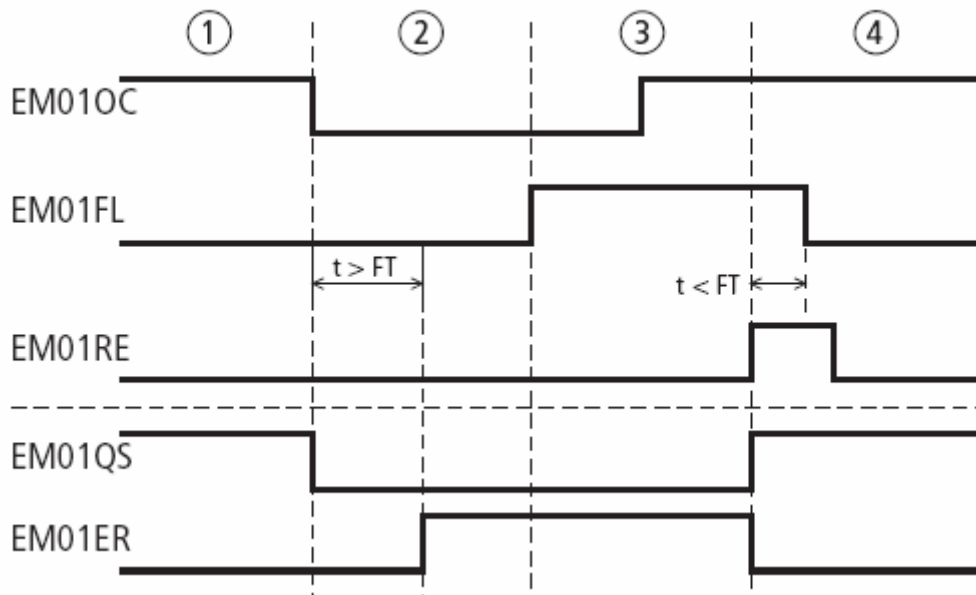 ① ② ③ ④
EM01OC
EM01FL
t > FT
t < FT
EM01RE
EM01QS
EM01ER